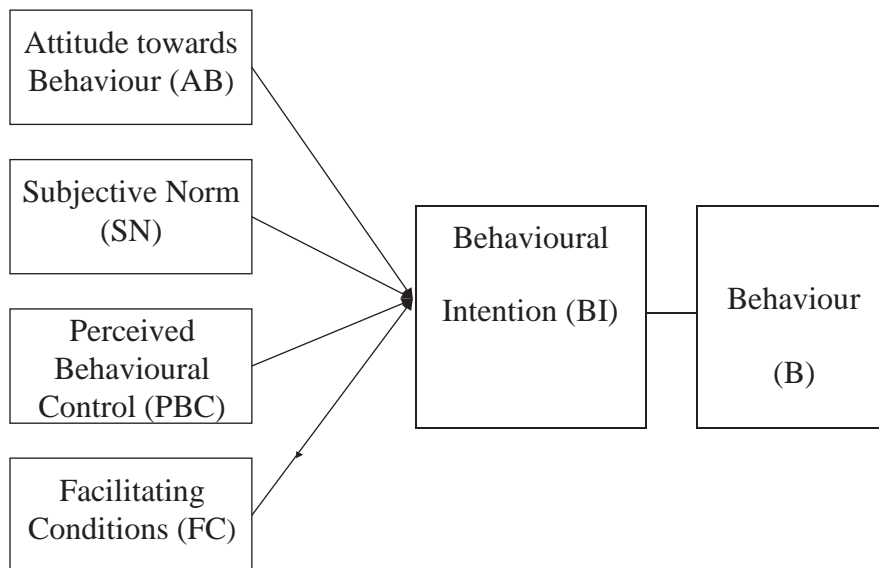 Attitude towards
Behaviour (AB)
Subjective Norm
(SN)
Perceived
Behavioural
Control (PBC)
Facilitating
Conditions (FC)
Behavioural
Intention (BI)
Behaviour
(B)